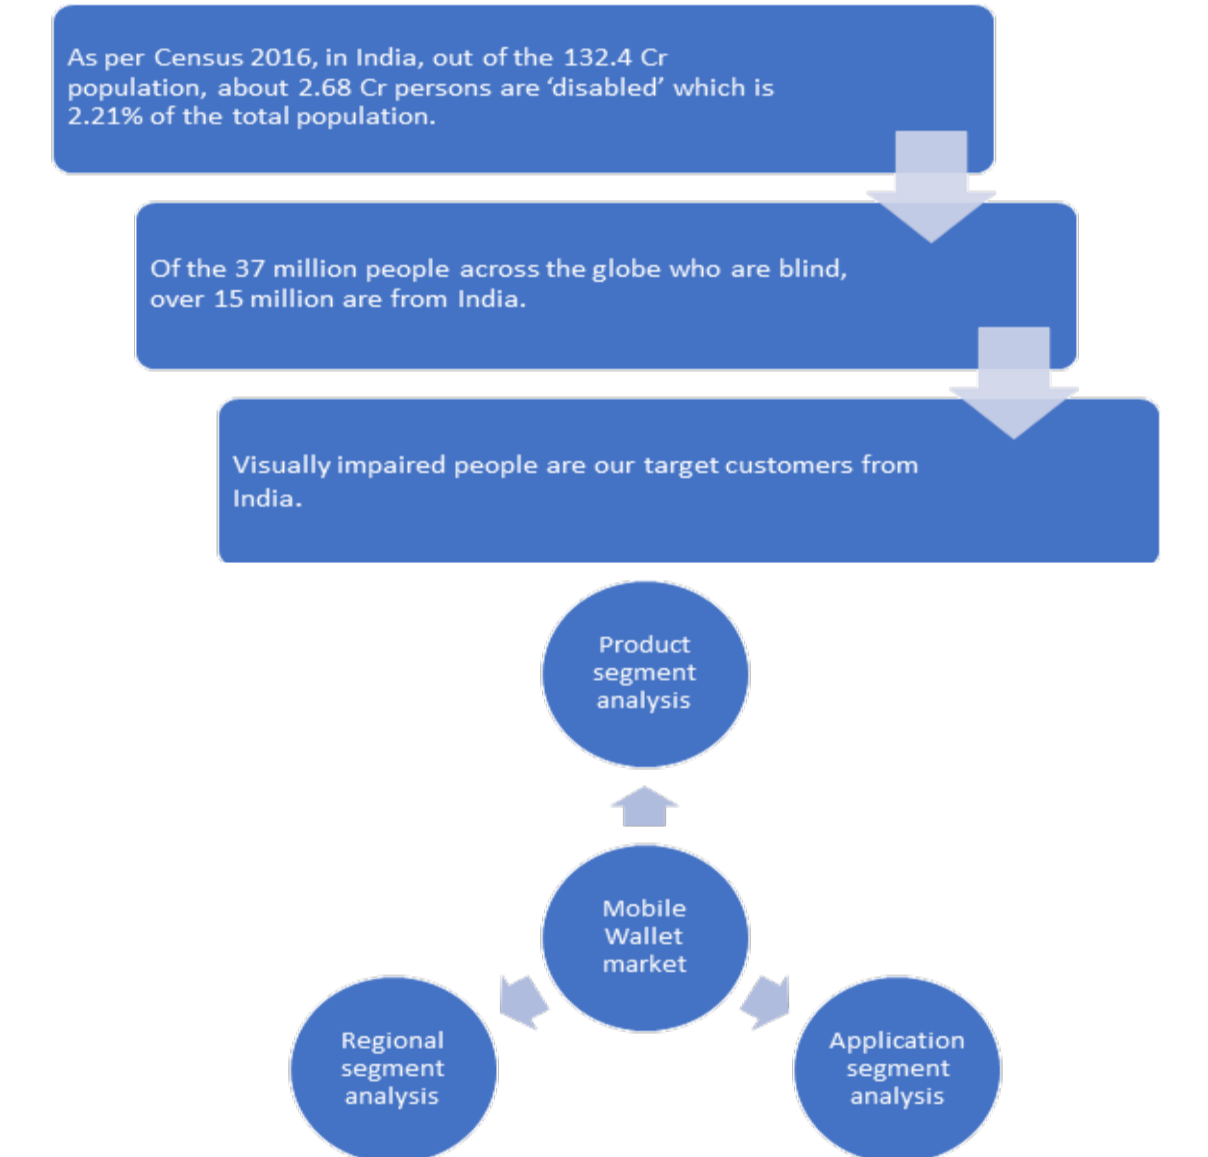 As per Census 2016, in India, out of the 132.4 Cr
population, about 2.68 Cr persons are ‘disabled’ which is
2.21% of the total population.
Of the 37 million people across the globe who are blind,
over 15 million are from India.
Visually impaired people are our target customers from
India.
Product
segment
analysis
Mobile
Wallet
market
Regional
segment
analysis
Application
segment
analysis